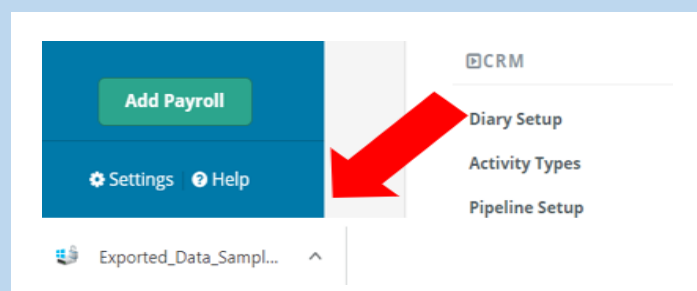 Add Payroll
Settings Help
Exported_Data_Sampl...
CRM
Diary Setup
Activity Types
Pipeline Setup